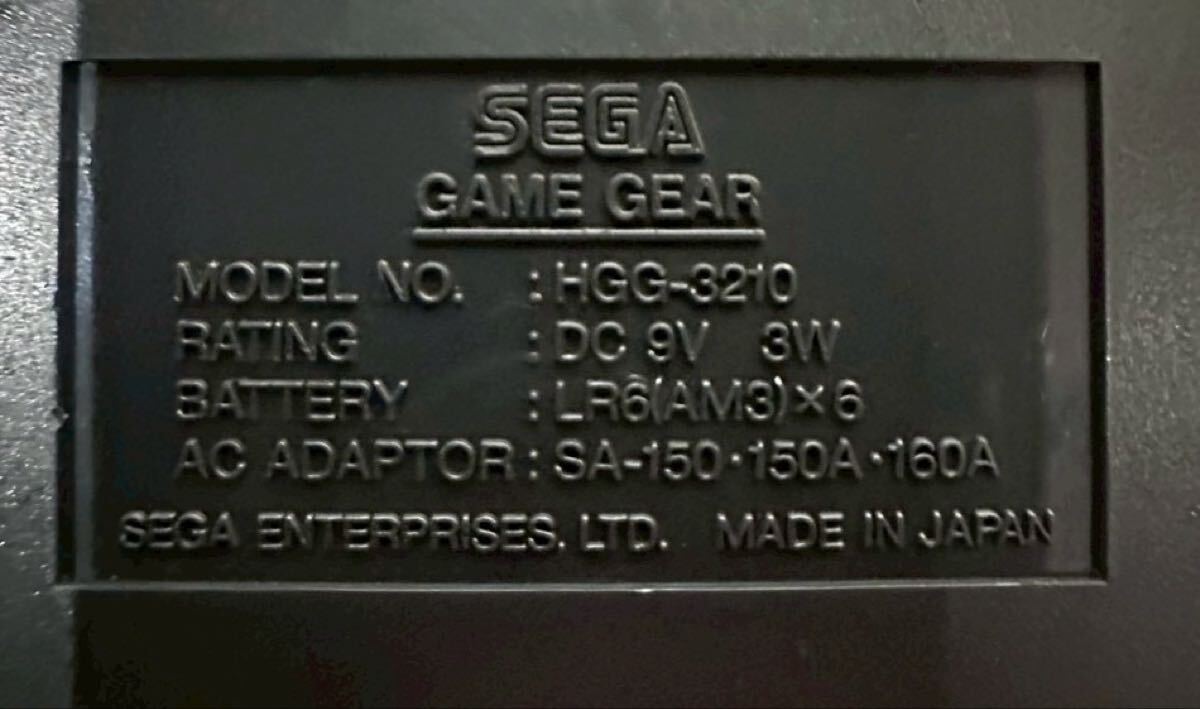 SEGA
GAME GEAR
MODEL NO. : HGG-3210
RATING : DC 9V 3W
BATTERY : LR6(AM3)×6
AC ADAPTOR : SA-150·150A·160A
SEGA ENTERPRISES, LTD. MADE IN JAPAN